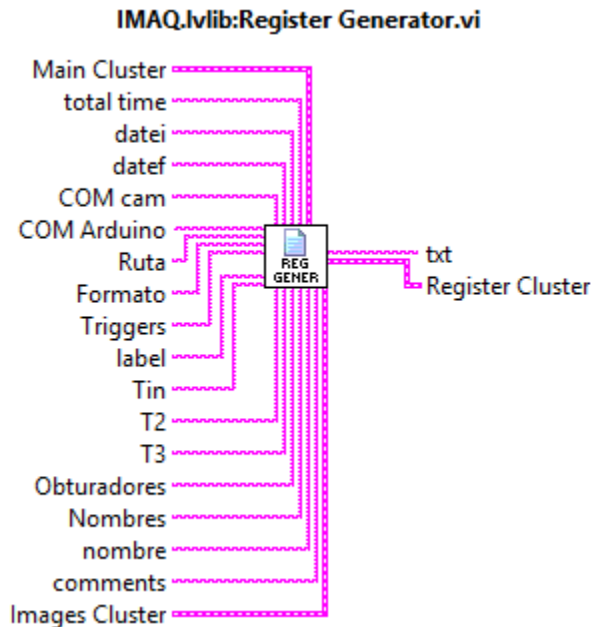 IMAQ.lvlib:Register Generator.vi
Main Cluster
total time
datei
datef
COM cam
COM Arduino
Ruta
Formato
Triggers
label
Tin
T2
T3
Obturadores
Nombres
nombre
comments
Images Cluster
REG
GENER
txt
Register Cluster